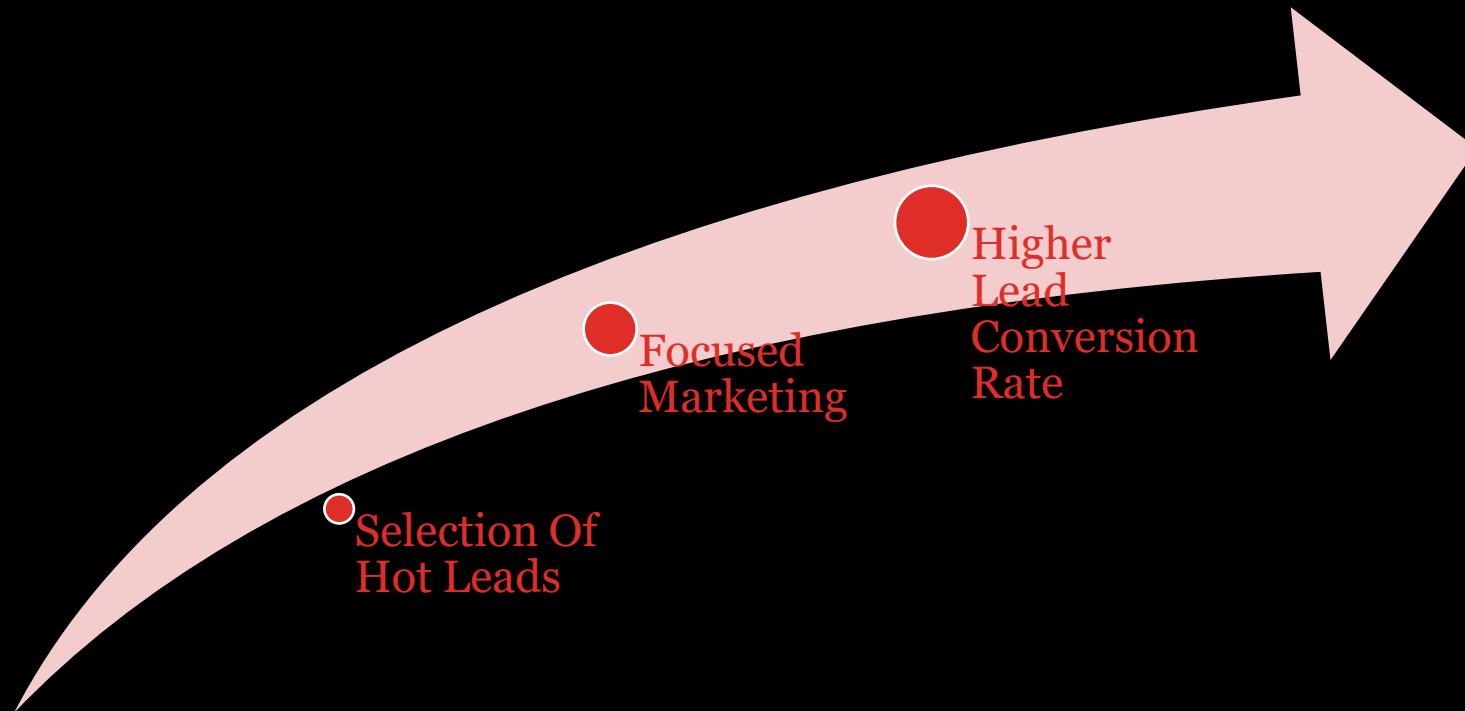 Selection Of
Hot Leads
Focused
Marketing
Higher
Lead
Conversion
Rate